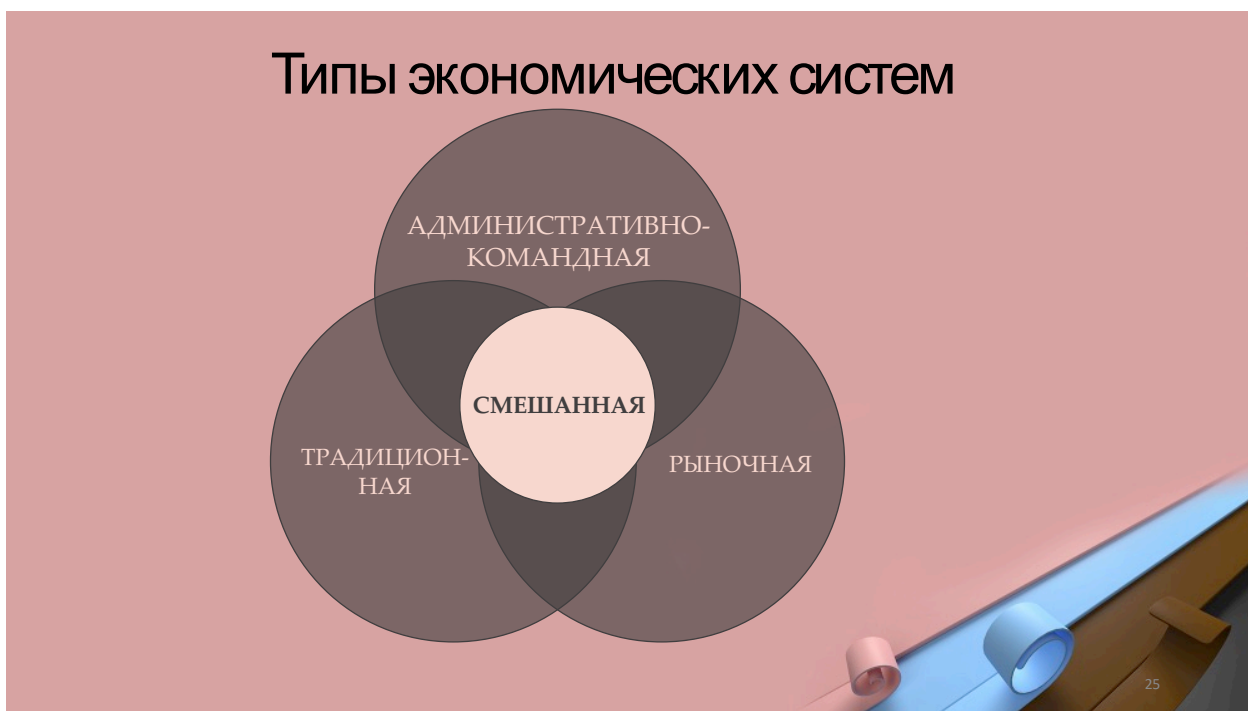 Типы экономических систем
АДМИНИСТРАТИВНО-
КОМАНДНАЯ
СМЕШАННАЯ
ТРАДИЦИОН-
НАЯ
РЫНОЧНАЯ
25